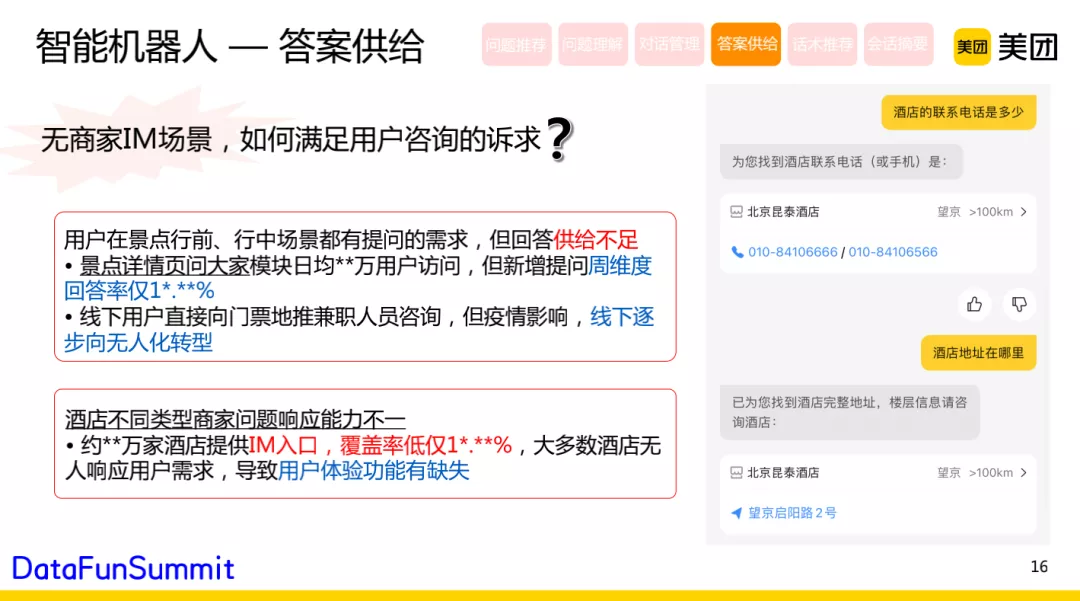 智能机器人 — 答案供给
问题推荐 问题理解 对话管理 答案供给 话术推荐 会话摘要
美团 美团
无商家IM场景，如何满足用户咨询的诉求?
用户在景点行前、行中场景都有提问的需求，但回答供给不足
• 景点详情页问大家模块日均**万用户访问，但新增提问周维度
回答率仅1*.**%
• 线下用户直接向门票地推兼职人员咨询，但疫情影响，线下逐
步向无人化转型
酒店不同类型商家问题响应能力不一
• 约**万家酒店提供IM入口，覆盖率低仅1*.**%，大多数酒店无
人响应用户需求，导致用户体验功能有缺失
酒店的联系电话是多少
为您找到酒店联系电话（或手机）是：
北京昆泰酒店 望京 >100km >
010-84106666 / 010-84106566
酒店地址在哪里
已为您找到酒店完整地址，楼层信息请咨
询酒店：
北京昆泰酒店 望京 >100km >
望京启阳路2号
DataFunSummit
16